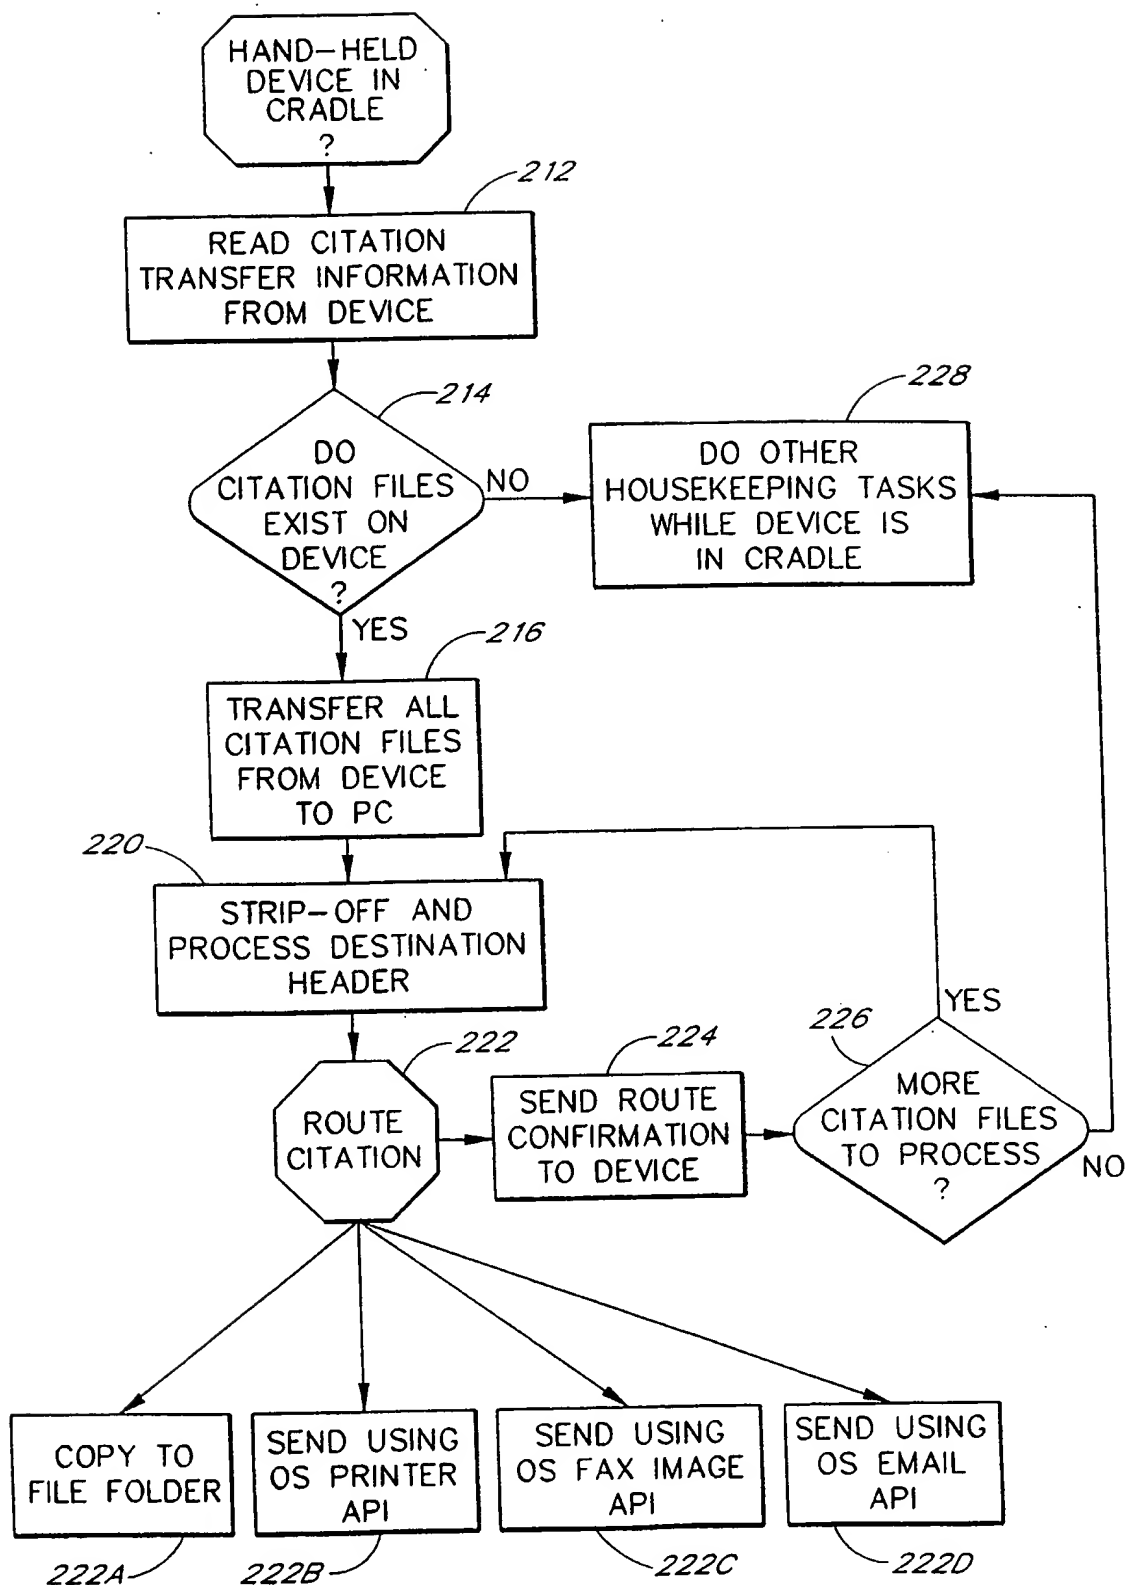 HAND-HELD
DEVICE IN
CRADLE
?
212
READ CITATION
TRANSFER INFORMATION
FROM DEVICE
214
DO
CITATION FILES
EXIST ON
DEVICE
?
NO
228
DO OTHER
HOUSEKEEPING TASKS
WHILE DEVICE IS
IN CRADLE
YES
216
TRANSFER ALL
CITATION FILES
FROM DEVICE
TO PC
220
STRIP-OFF AND
PROCESS DESTINATION
HEADER
222
ROUTE
CITATION
224
SEND ROUTE
CONFIRMATION
TO DEVICE
226
YES
MORE
CITATION FILES
TO PROCESS
?
NO
COPY TO
FILE FOLDER
222A
SEND USING
OS PRINTER
API
222B
SEND USING
OS FAX IMAGE
API
222C
SEND USING
OS EMAIL
API
222D